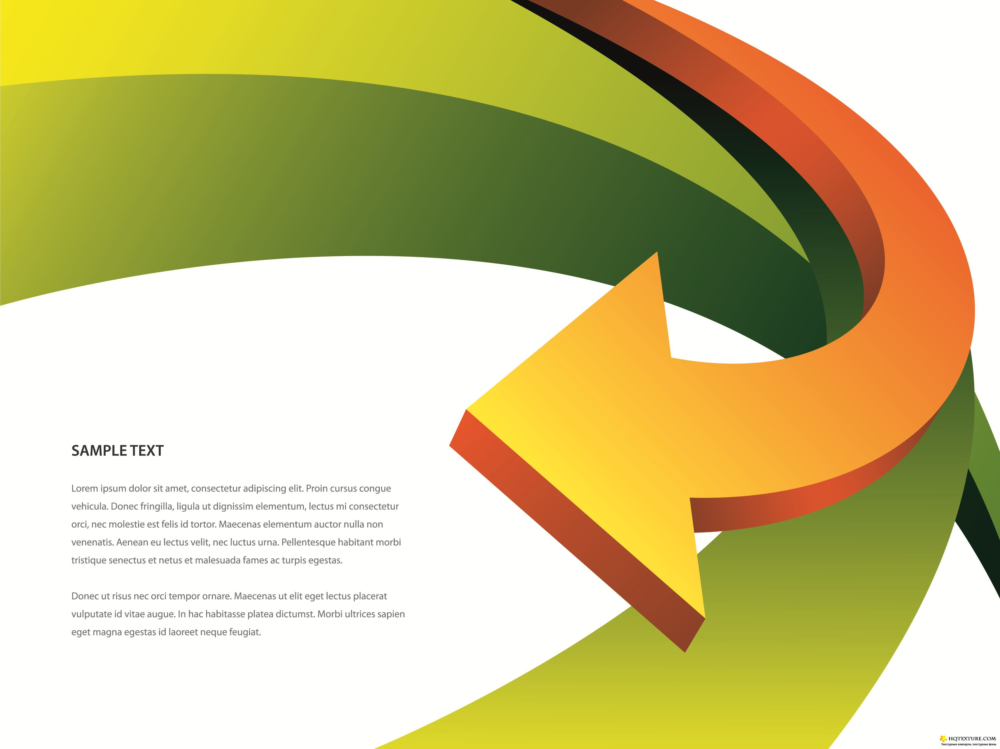 SAMPLE TEXT
Lorem ipsum dolor sit amet, consectetur adipiscing elit. Proin cursus congue
vehicula. Donec fringilla, ligula ut dignissim elementum, lectus mi consectetur
orci, nec molestie est felis id tortor. Maecenas elementum auctor nulla non
venenatis. Aenean eu lectus velit, nec luctus urna. Pellentesque habitant morbi
tristique senectus et netus et malesuada fames ac turpis egestas.
Donec ut risus nec orci tempor ornare. Maecenas ut elit eget lectus placerat
vulputate id vitae augue. In hac habitasse platea dictumst. Morbi ultrices sapien
eget magna egestas id laoreet neque feugiat.
HQTEXTURE.COM
Текстурные клипарты, текстурные фоны